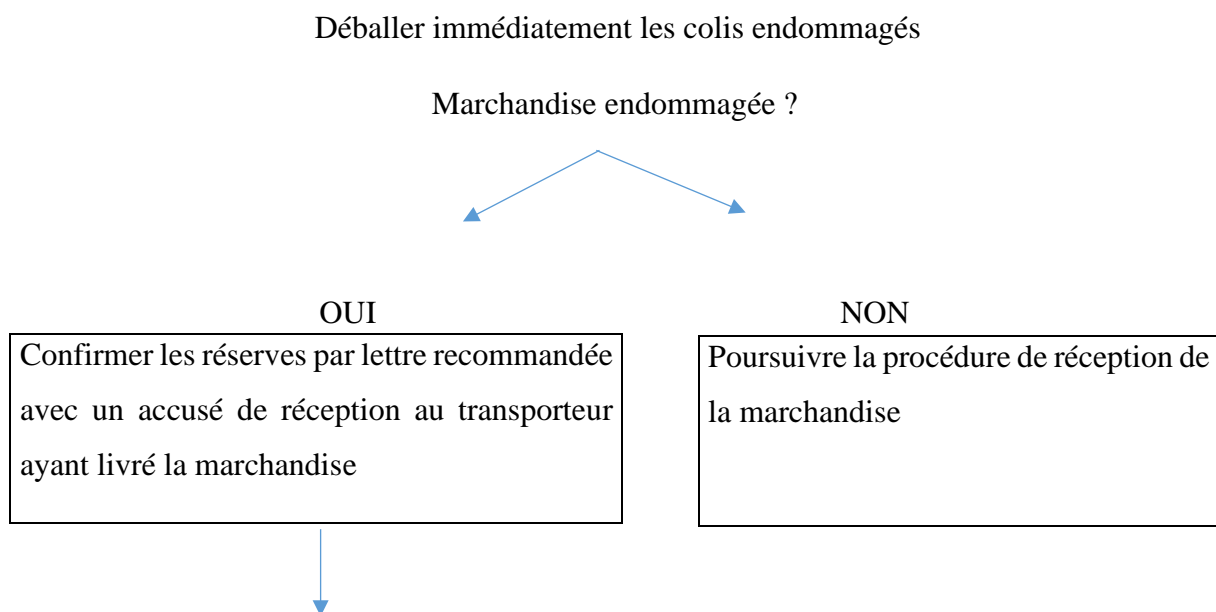 Déballer immédiatement les colis endommagés
Marchandise endommagée ?
OUI
NON
Confirmer les réserves par lettre recommandée
avec un accusé de réception au transporteur
ayant livré la marchandise
Poursuivre la procédure de réception de
la marchandise